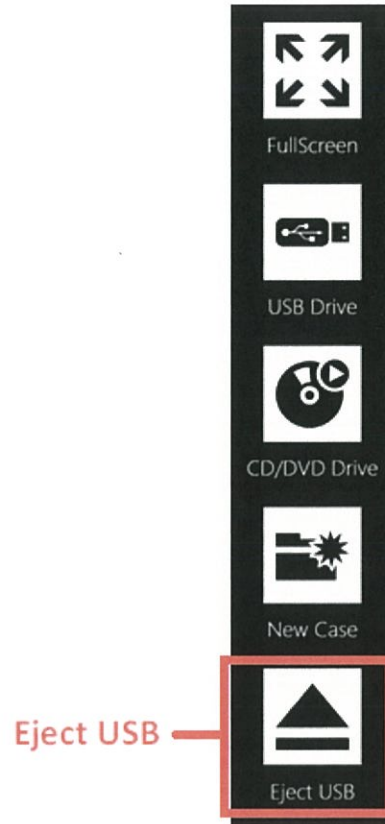 FullScreen
USB Drive
CD/DVD Drive
New Case
Eject USB
Eject USB